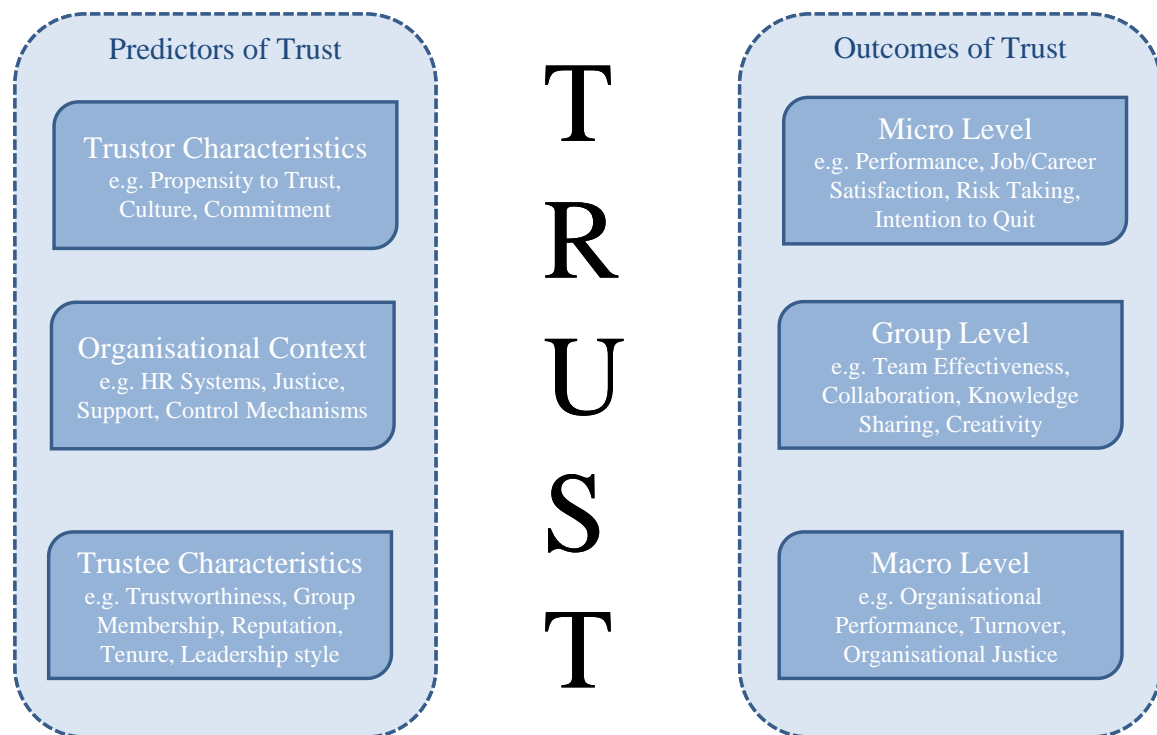 Predictors of Trust
Trustor Characteristics
e.g. Propensity to Trust,
Culture, Commitment
Organisational Context
e.g. HR Systems, Justice,
Support, Control Mechanisms
Trustee Characteristics
e.g. Trustworthiness, Group
Membership, Reputation,
Tenure, Leadership style
T
R
U
S
T
Outcomes of Trust
Micro Level
e.g. Performance, Job/Career
Satisfaction, Risk Taking,
Intention to Quit
Group Level
e.g. Team Effectiveness,
Collaboration, Knowledge
Sharing, Creativity
Macro Level
e.g. Organisational
Performance, Turnover,
Organisational Justice